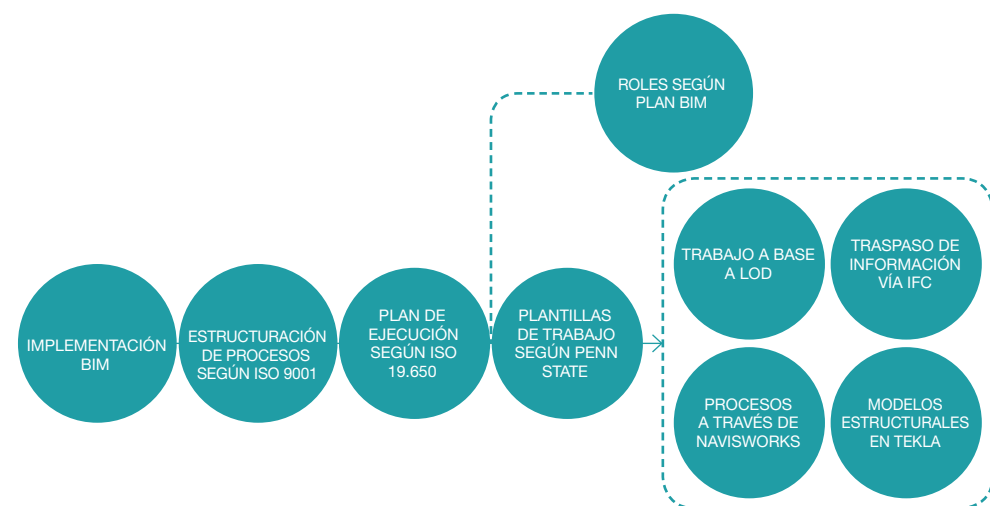 ROLES SEGÚN
PLAN BIM
IMPLEMENTACIÓN
BIM
ESTRUCTURACIÓN
DE PROCESOS
SEGÚN ISO 9001
PLAN DE
EJECUCIÓN
SEGÚN ISO
19.650
PLANTILLAS
DE TRABAJO
SEGÚN PENN
STATE
TRABAJO A BASE
A LOD
TRASPASO DE
INFORMACIÓN
VÍA IFC
PROCESOS
A TRAVÉS DE
NAVISWORKS
MODELOS
ESTRUCTURALES
EN TEKLA